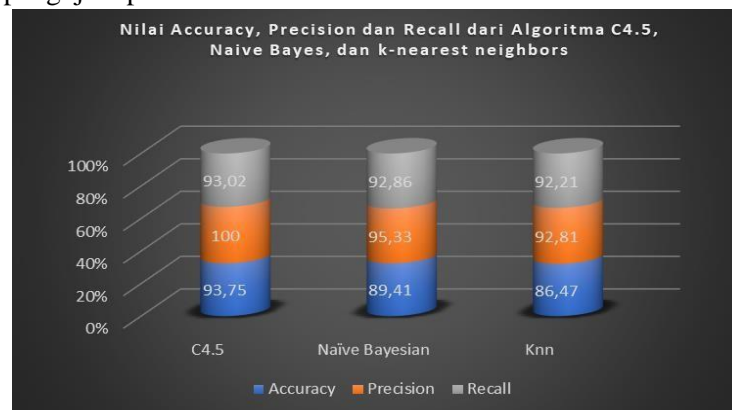 Nilai Accuracy, Precision dan Recall dari Algoritma C4.5,
Naive Bayes, dan k-nearest neighbors
100%
80%
60%
40%
20%
0%
93,02
92,86
92,21
100
95,33
92,81
93,75
89,41
86,47
C4.5
Naïve Bayesian
Knn
Accuracy
Precision
Recall